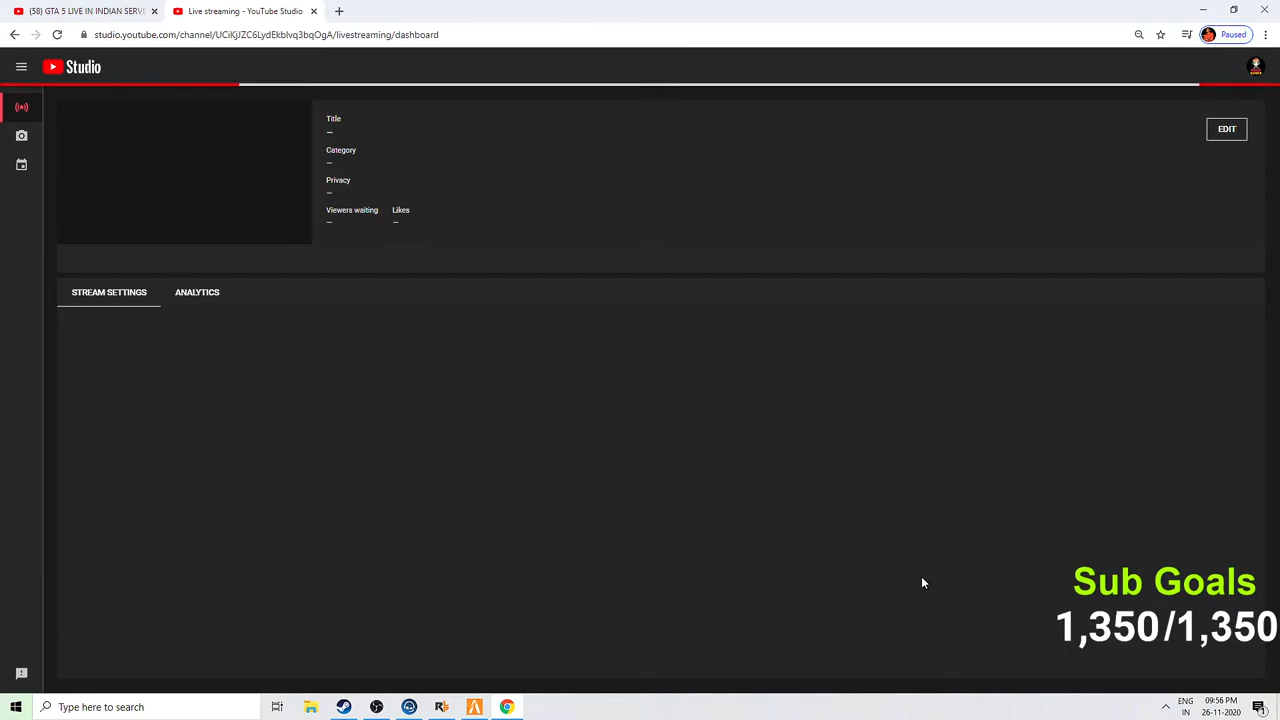 (58) GTA 5 LIVE IN INDIAN SERVE
Live streaming - YouTube Studio
studio.youtube.com/channel/UCiKjJZC6LydEkblvq3bqOgA/livestreaming/dashboard
Paused
Studio
Title
–
EDIT
Category
–
Privacy
–
Viewers waiting Likes
– –
STREAM SETTINGS ANALYTICS
Sub Goals
1,350/1,350
Type here to search
ENG
IN
09:56 PM
26-11-2020
1